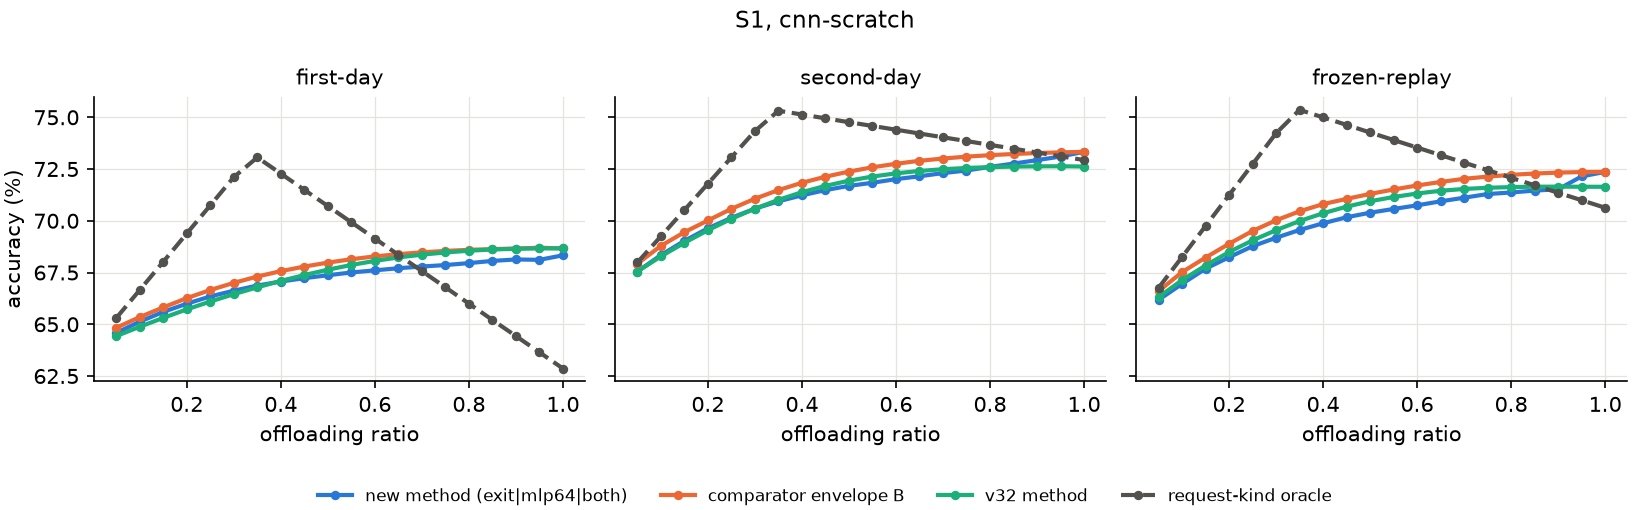 S1, cnn-scratch
first-day
second-day
frozen-replay
accuracy (%)
75.0
72.5
70.0
67.5
65.0
62.5
0.2 0.4 0.6 0.8 1.0
0.2 0.4 0.6 0.8 1.0
0.2 0.4 0.6 0.8 1.0
offloading ratio
offloading ratio
offloading ratio
new method (exit|mlp64|both)
comparator envelope B
v32 method
request-kind oracle